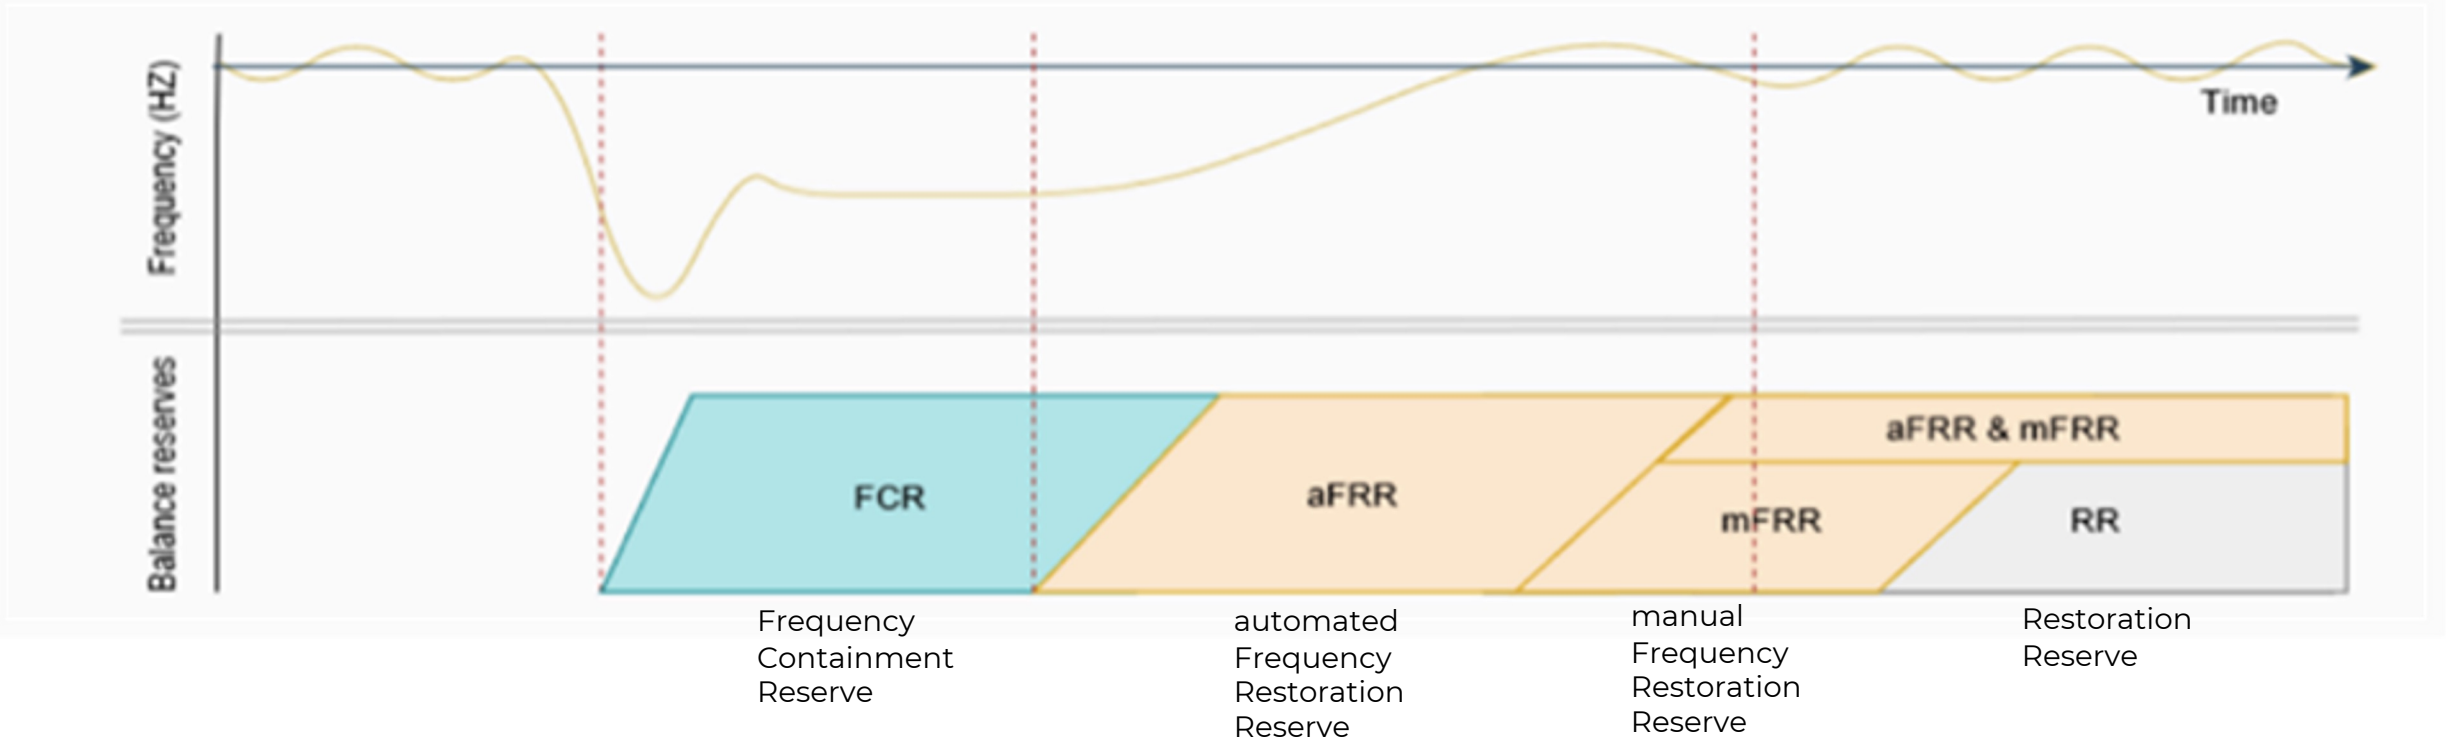 Frequency (HZ)
Time
Balance reserves
aFRR & mFRR
FCR
aFRR
mFRR
RR
Frequency
Containment
Reserve
automated
Frequency
Restoration
Reserve
manual
Frequency
Restoration
Reserve
Restoration
Reserve